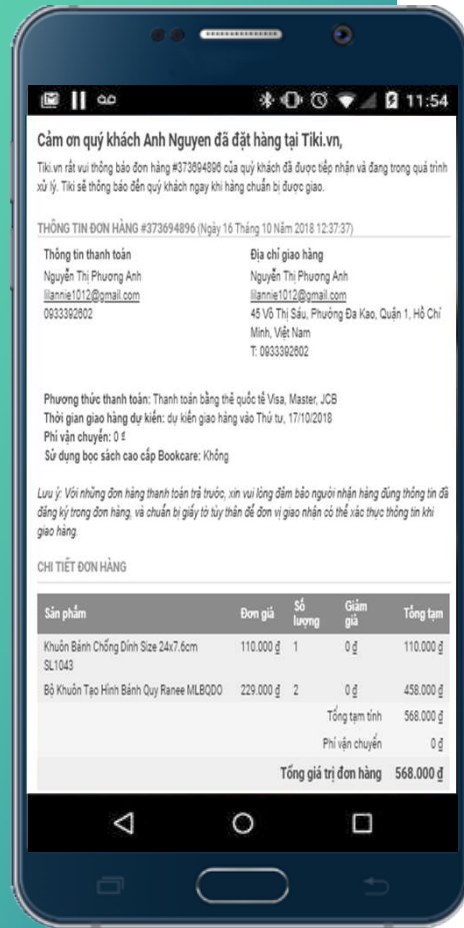 11:54
Cảm ơn quý khách Anh Nguyen đã đặt hàng tại Tiki.vn,
Tiki.vn rất vui thông báo đơn hàng #373694896 của quý khách đã được tiếp nhận và đang trong quá trình
xử lý. Tiki sẽ thông báo đến quý khách ngay khi hàng chuẩn bị được giao.
THÔNG TIN ĐƠN HÀNG #373694896 (Ngày 16 Tháng 10 Năm 2018 12:37:37)
Thông tin thanh toán
Nguyễn Thị Phương Anh
lilannie1012@gmail.com
0933392602
Địa chỉ giao hàng
Nguyễn Thị Phương Anh
lilannie1012@gmail.com
45 Võ Thị Sáu, Phường Đa Kao, Quận 1, Hồ Chí
Minh, Việt Nam
T: 0933392602
Phương thức thanh toán: Thanh toán bằng thẻ quốc tế Visa, Master, JCB
Thời gian giao hàng dự kiến: dự kiến giao hàng vào Thứ tư, 17/10/2018
Phí vận chuyển: 0 ₫
Sử dụng bọc sách cao cấp Bookcare: Không
Lưu ý: Với những đơn hàng thanh toán trả trước, xin vui lòng đảm bảo người nhận hàng đúng thông tin đã
đăng ký trong đơn hàng, và chuẩn bị giấy tờ tùy thân để đơn vị giao nhận có thể xác thực thông tin khi
giao hàng.
CHI TIẾT ĐƠN HÀNG
Sản phẩm Đơn giá Số lượng Giảm giá Tổng tạm
Khuôn Bánh Chống Dính Size 24x7.6cm 110.000 ₫ 1 0 ₫ 110.000 ₫
SL1043
Bộ Khuôn Tạo Hình Bánh Quy Ranee MLBQDO 229.000 ₫ 2 0 ₫ 458.000 ₫
Tổng tạm tính 568.000 ₫
Phí vận chuyển 0 ₫
Tổng giá trị đơn hàng 568.000 ₫